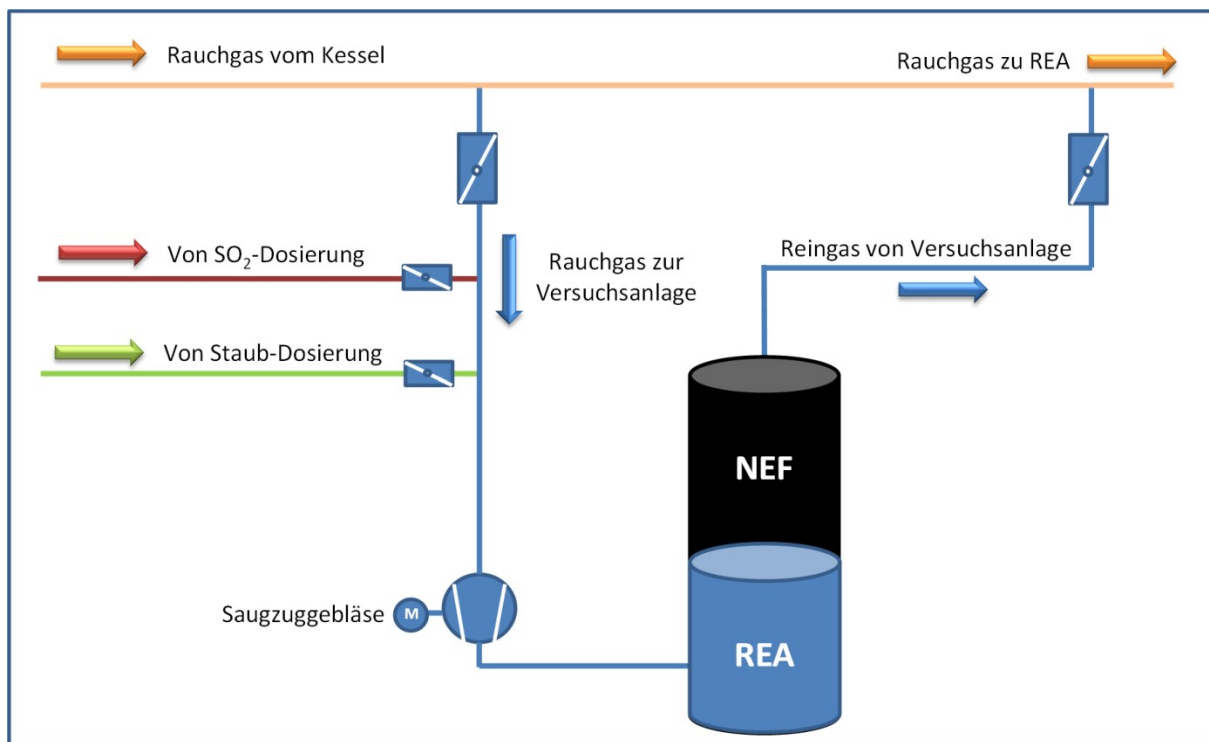 Rauchgas vom Kessel
Rauchgas zu REA
Von SO₂-Dosierung
Rauchgas zur
Versuchsanlage
Reingas von Versuchsanlage
Von Staub-Dosierung
NEF
Saugzuggebläse
M
REA